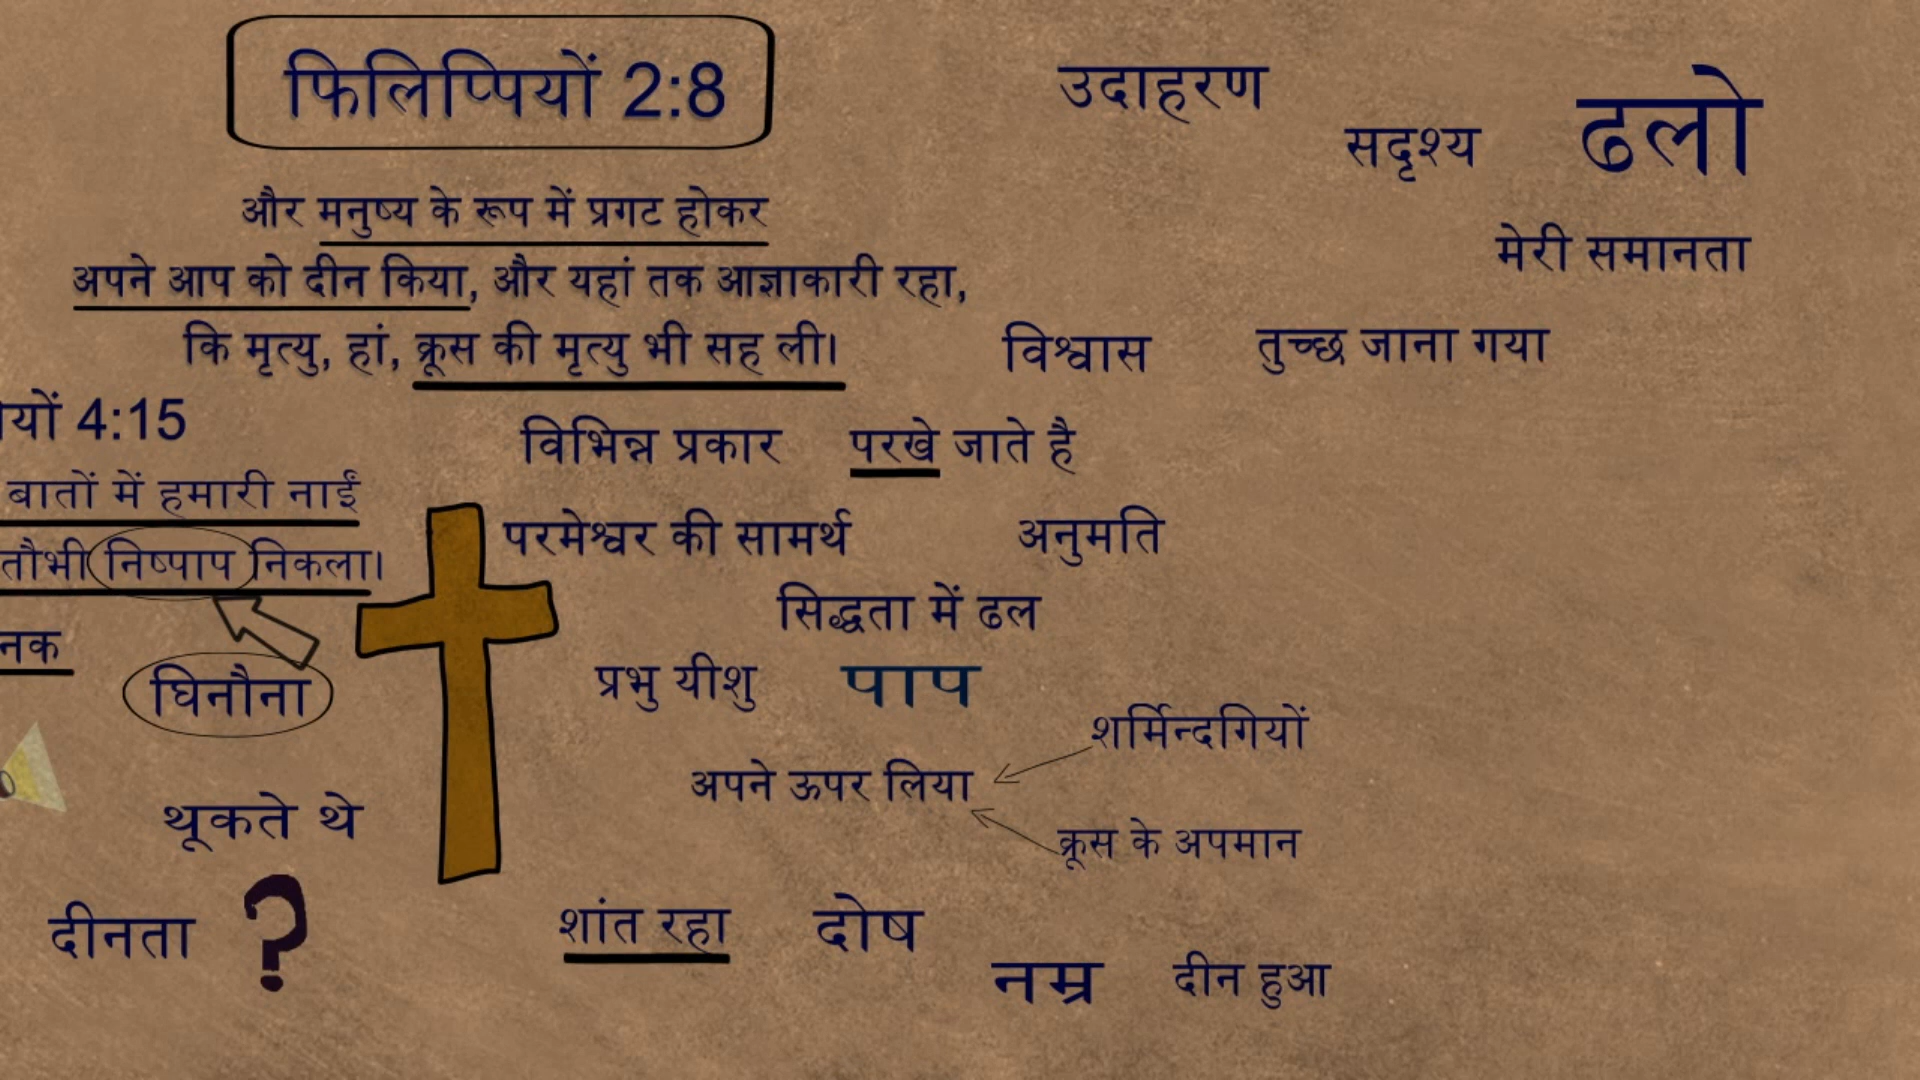 फिलिप्पियों 2:8
उदाहरण
सदृश्य
ढलो
और मनुष्य के रूप में प्रगट होकर
अपने आप को दीन किया, और यहां तक आज्ञाकारी रहा,
कि मृत्यु, हां, क्रूस की मृत्यु भी सह ली।
मेरी समानता
विश्वास
तुच्छ जाना गया
यों 4:15
बातों में हमारी नाईं
तौभी निष्पाप निकला।
नक
घिनौना
विभिन्न प्रकार
परखे जाते है
परमेश्वर की सामर्थ
अनुमति
सिद्धता में ढल
प्रभु यीशु
पाप
शर्मिन्दगियों
अपने ऊपर लिया
क्रूस के अपमान
थूकते थे
दीनता ?
शांत रहा
दोष
नम्र
दीन हुआ